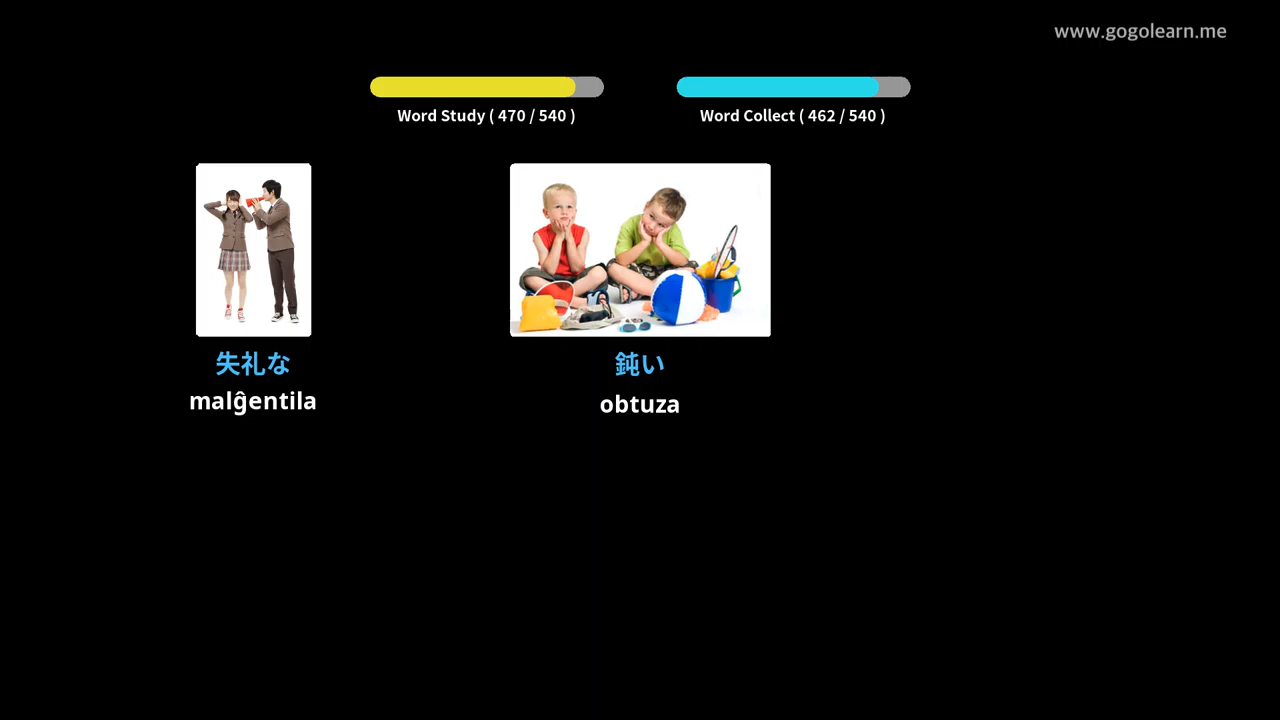 www.gogolearn.me
Word Study ( 470 / 540 )
Word Collect ( 462 / 540 )
失礼な
malĝentila
鈍い
obtuza